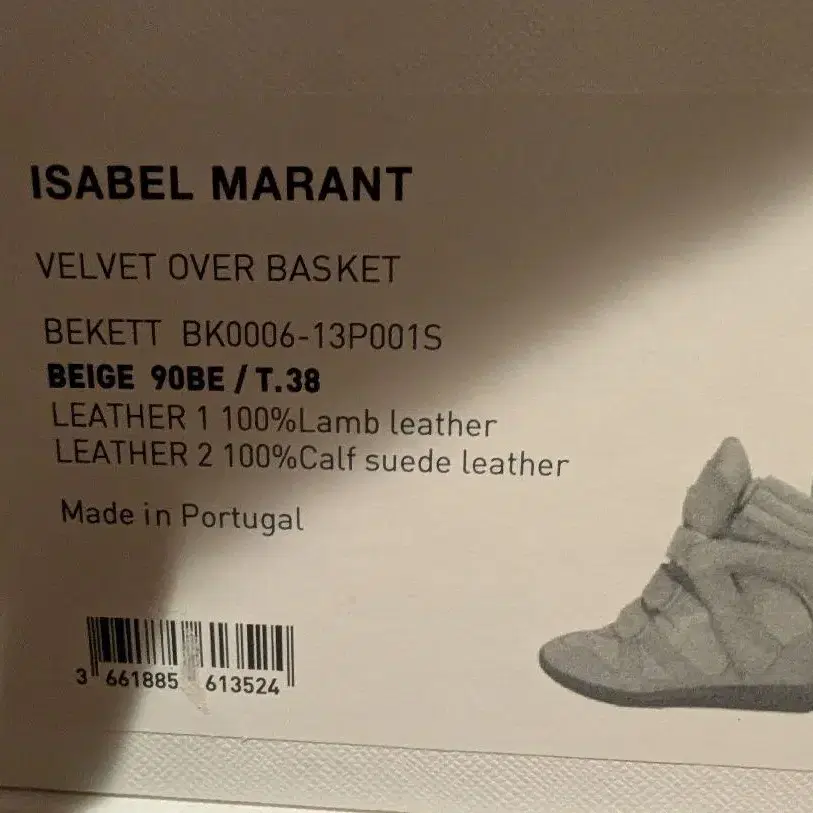 ISABEL MARANT
VELVET OVER BASKET
BEKETT BK0006-13P001S
BEIGE 90BE / T.38
LEATHER 1 100%Lamb leather
LEATHER 2 100%Calf suede leather
Made in Portugal
3 661885 613524